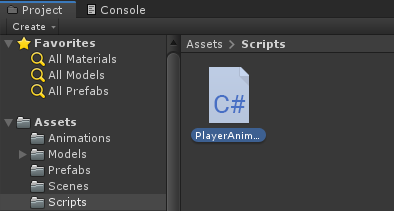 Project
Console
Create
Favorites
All Materials
All Models
All Prefabs
Assets
Animations
Models
Prefabs
Scenes
Scripts
Assets > Scripts
C#
PlayerAnim...